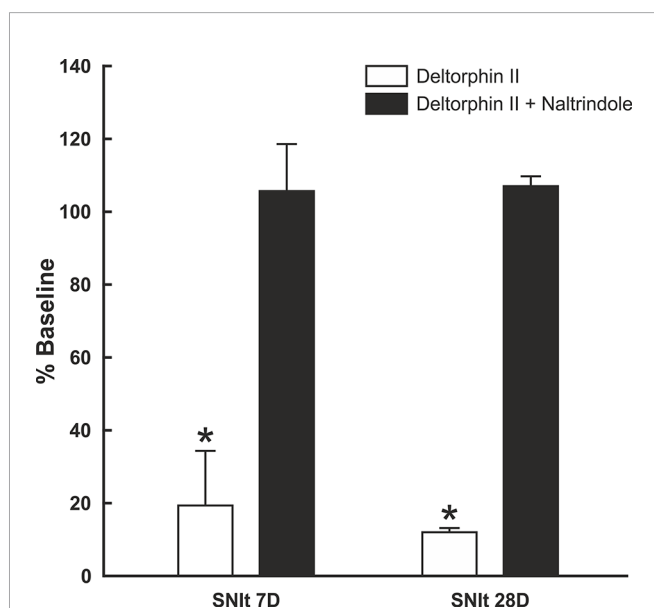 140
120
100
80
60
40
20
0
% Baseline
Deltorphin II
Deltorphin II + Naltrindole
*
*
SNIt 7D
SNIt 28D